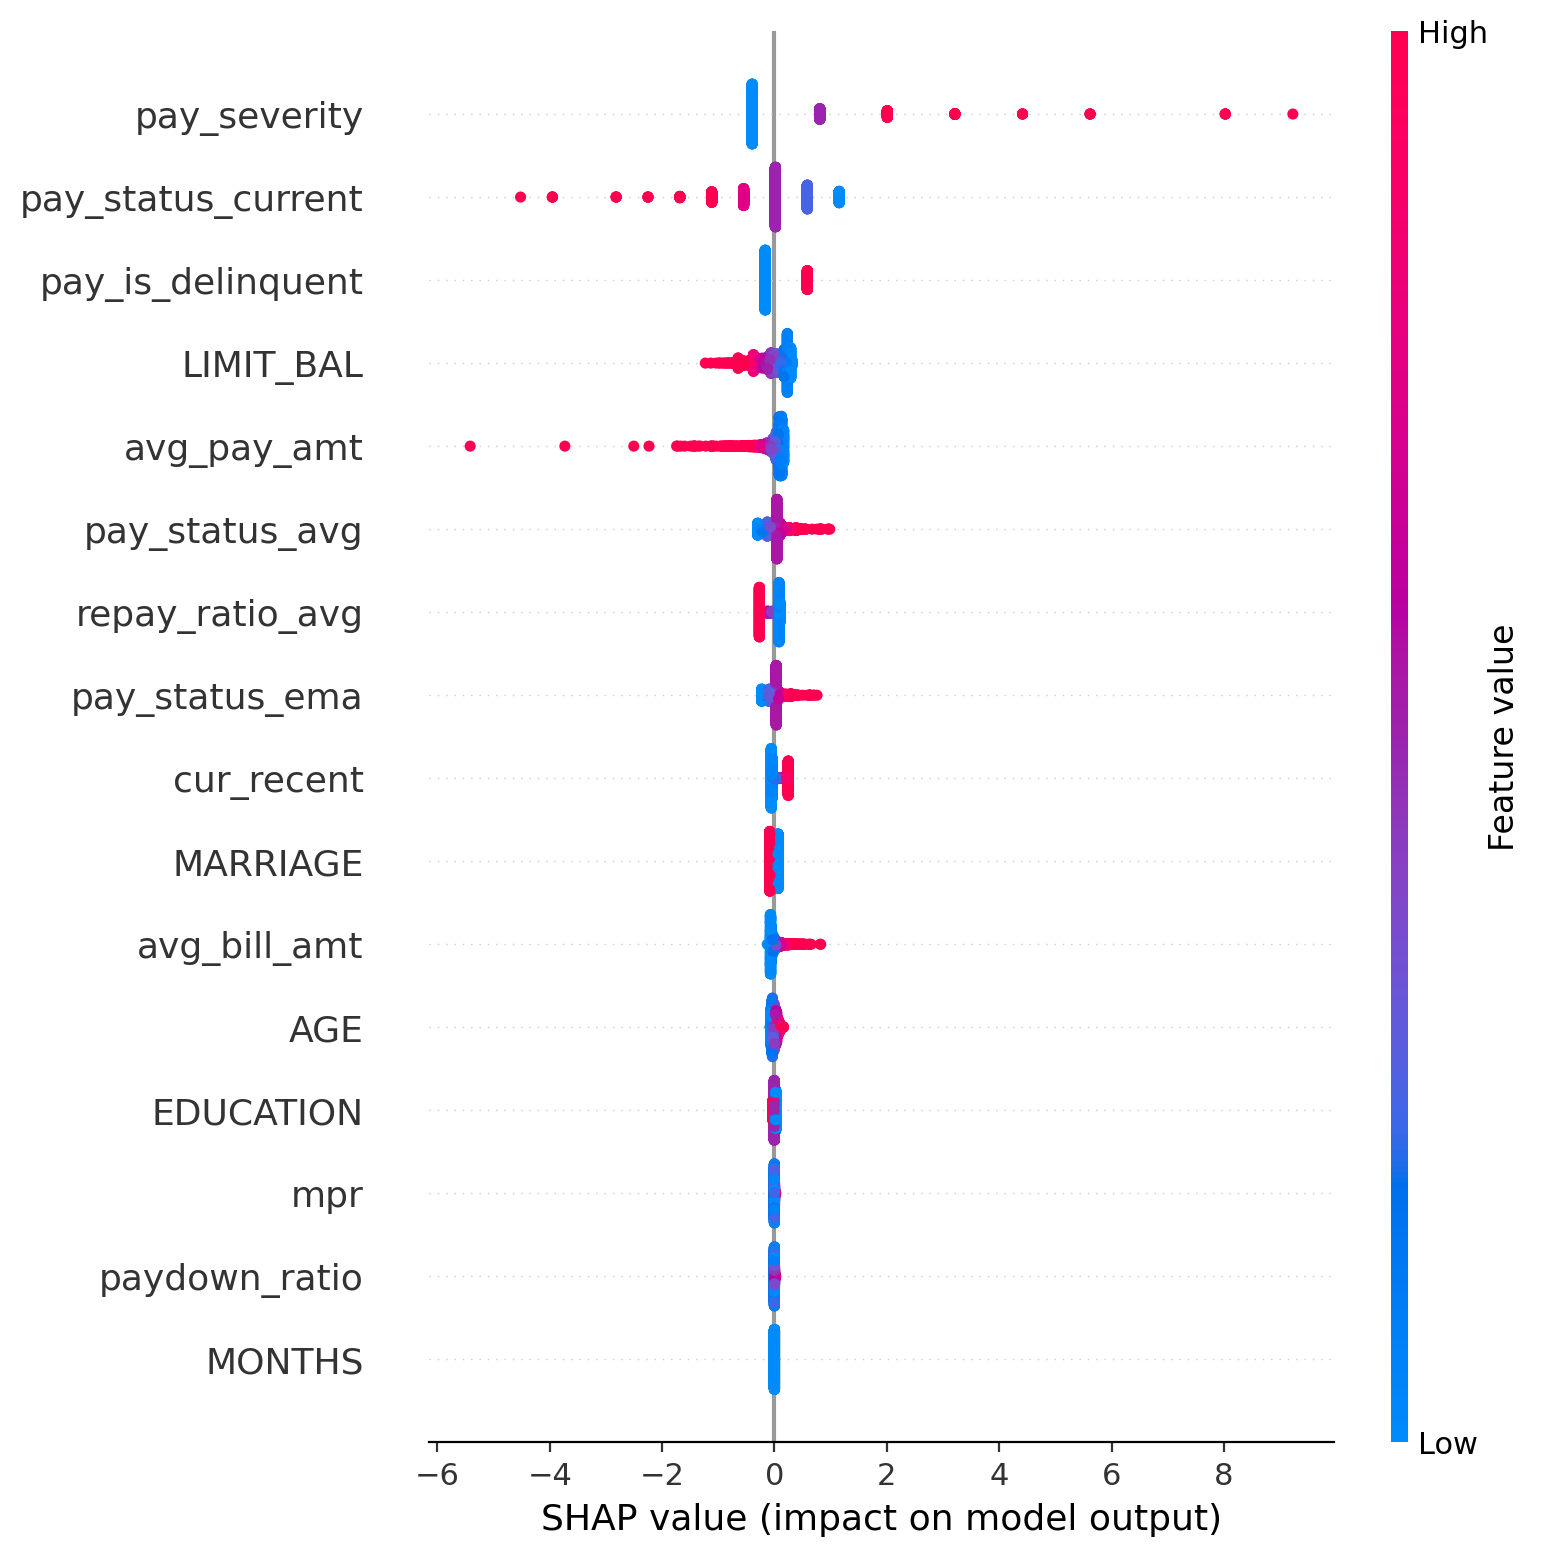 High
pay_severity
pay_status_current
pay_is_delinquent
LIMIT_BAL
avg_pay_amt
pay_status_avg
repay_ratio_avg
pay_status_ema
cur_recent
MARRIAGE
avg_bill_amt
AGE
EDUCATION
mpr
paydown_ratio
MONTHS
Feature value
Low
−6 −4 −2 0 2 4 6 8
SHAP value (impact on model output)